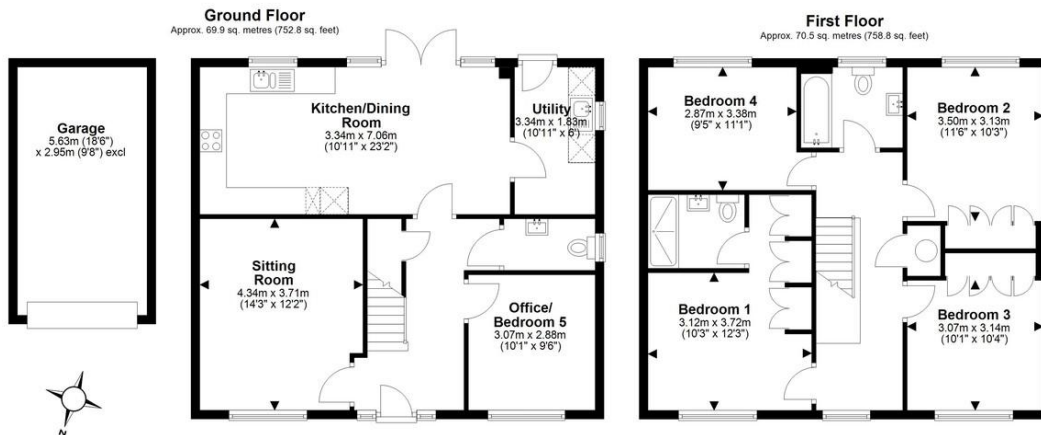 Ground Floor
Approx. 69.9 sq. metres (752.8 sq. feet)
Garage
5.63m (18'6")
x 2.95m (9'8") excl
Kitchen/Dining
Room
3.34m x 7.06m
(10'11" x 23'2")
Utility
3.34m x 1.83m
(10'11" x 6')
Sitting
Room
4.34m x 3.71m
(14'3" x 12'2")
Office/
Bedroom 5
3.07m x 2.88m
(10'1" x 9'6")
N
First Floor
Approx. 70.5 sq. metres (758.8 sq. feet)
Bedroom 4
2.87m x 3.38m
(9'5" x 11'1")
Bedroom 2
3.50m x 3.13m
(11'6" x 10'3")
Bedroom 1
3.12m x 3.72m
(10'3" x 12'3")
Bedroom 3
3.07m x 3.14m
(10'1" x 10'4")